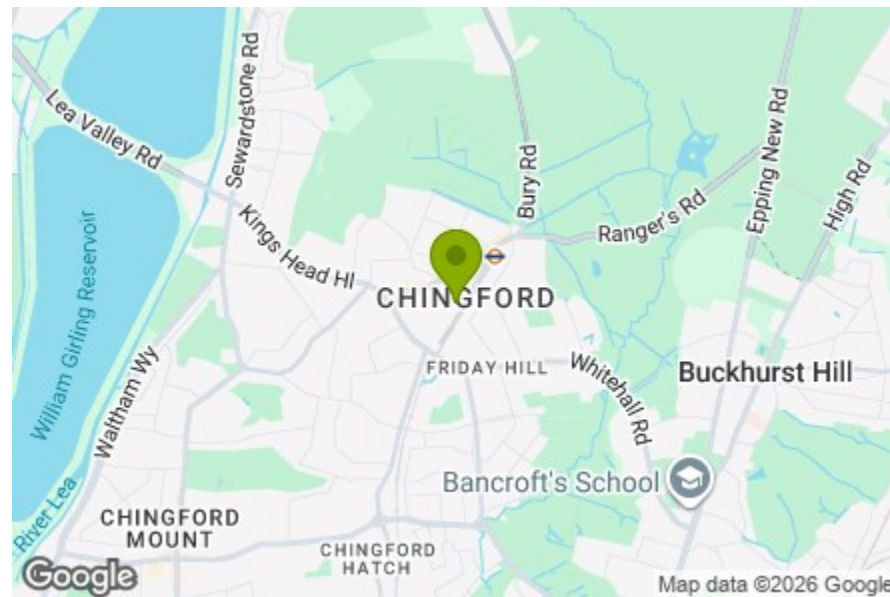 Lea Valley Rd
Sewardstone Rd
Kings Head Hl
Bury Rd
Ranger's Rd
Epping New Rd
High Rd
William Girling Reservoir
CHINGFORD
FRIDAY HILL
Whitehall Rd
Buckhurst Hill
Waltham Wy
Bancroft's School
River Lea
CHINGFORD
MOUNT
CHINGFORD
HATCH
Google
Map data ©2026 Google